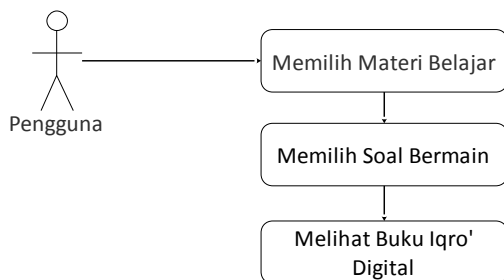 Memilih Materi Belajar
Pengguna
Memilih Soal Bermain
Melihat Buku Iqro'
Digital